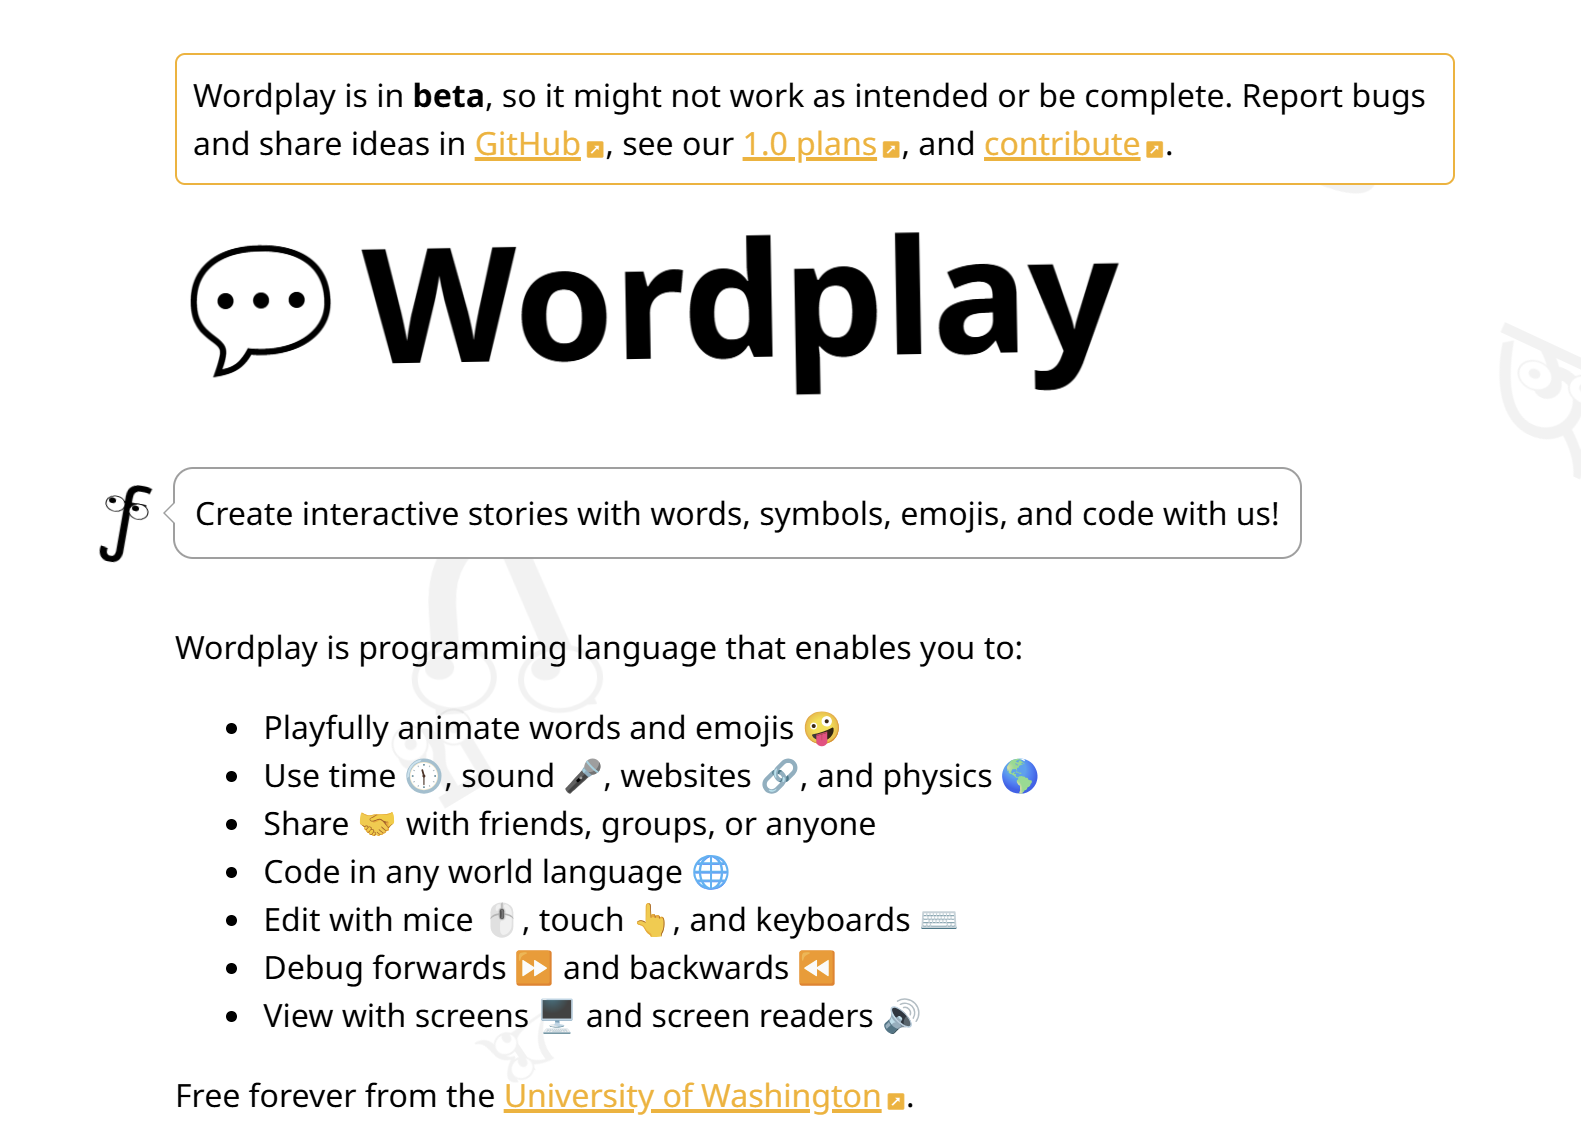 Wordplay is in beta, so it might not work as intended or be complete. Report bugs
and share ideas in GitHub↗, see our 1.0 plans↗, and contribute↗.
💬 Wordplay
ƒ Create interactive stories with words, symbols, emojis, and code with us!
Wordplay is programming language that enables you to:
• Playfully animate words and emojis 🤪
• Use time 🕦, sound 🎤, websites 🔗, and physics 🌎
• Share 🤝 with friends, groups, or anyone
• Code in any world language 🌐
• Edit with mice 🖱️, touch 👆, and keyboards ⌨️
• Debug forwards ⏩ and backwards ⏪
• View with screens 🖥️ and screen readers 🔊
Free forever from the University of Washington↗.